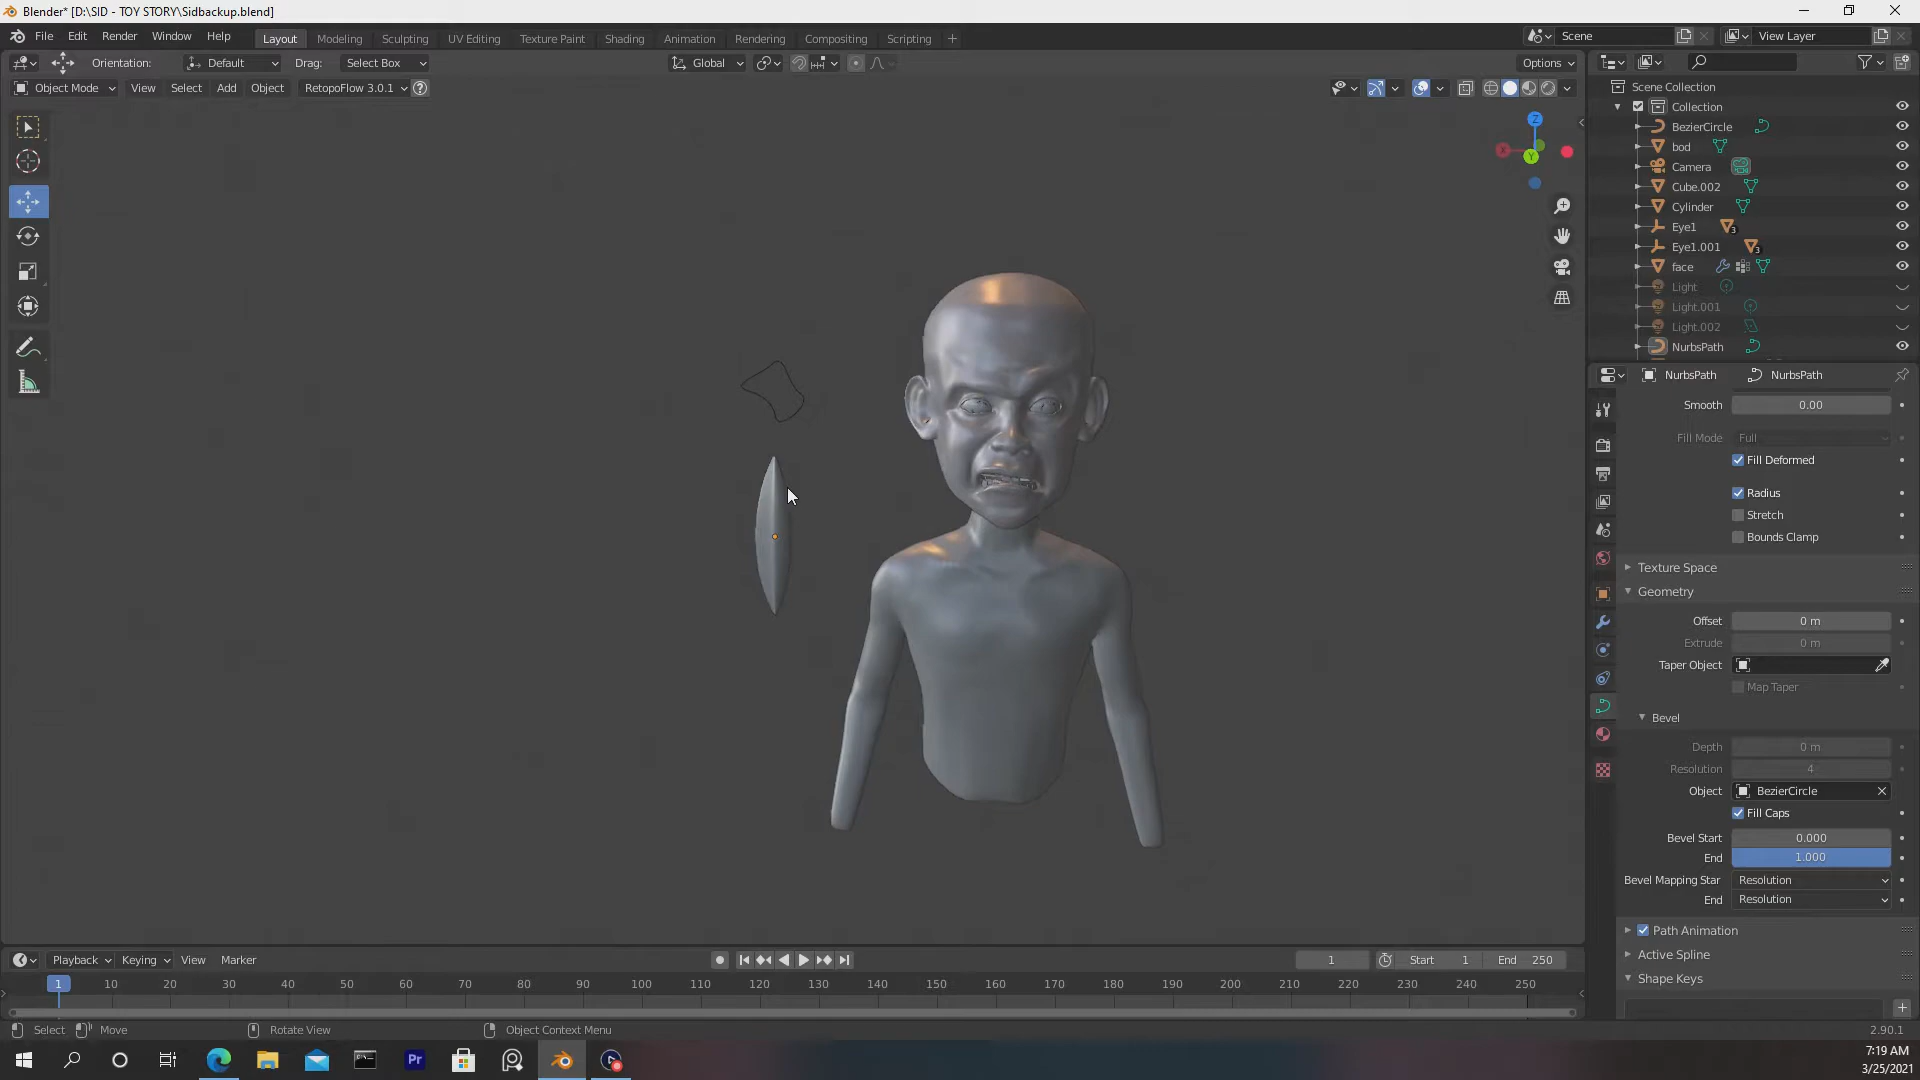 Blender* [D:\SID - TOY STORY\Sidbackup.blend]
File Edit Render Window Help Layout Modeling Sculpting UV Editing Texture Paint Shading Animation Rendering Compositing Scripting + Scene View Layer
Orientation: Default Drag: Select Box Global Options
Object Mode View Select Add Object RetopoFlow 3.0.1
Scene Collection
Collection
BezierCircle
bod
Camera
Cube.002
Cylinder
Eye1 3
Eye1.001 3
face
Light
Light.001
Light.002
NurbsPath
Z
X
Y
NurbsPath NurbsPath
Smooth 0.00
Fill Mode Full
Fill Deformed
Radius
Stretch
Bounds Clamp
Texture Space
Geometry
Offset 0 m
Extrude 0 m
Taper Object
Map Taper
Bevel
Depth 0 m
Resolution 4
Object BezierCircle
Fill Caps
Bevel Start 0.000
End 1.000
Bevel Mapping Star Resolution
End Resolution
Path Animation
Active Spline
Shape Keys
Playback Keying View Marker 1 Start 1 End 250
1 10 20 30 40 50 60 70 80 90 100 110 120 130 140 150 160 170 180 190 200 210 220 230 240 250
Select Move Rotate View Object Context Menu 2.90.1
Pr
7:19 AM
3/25/2021